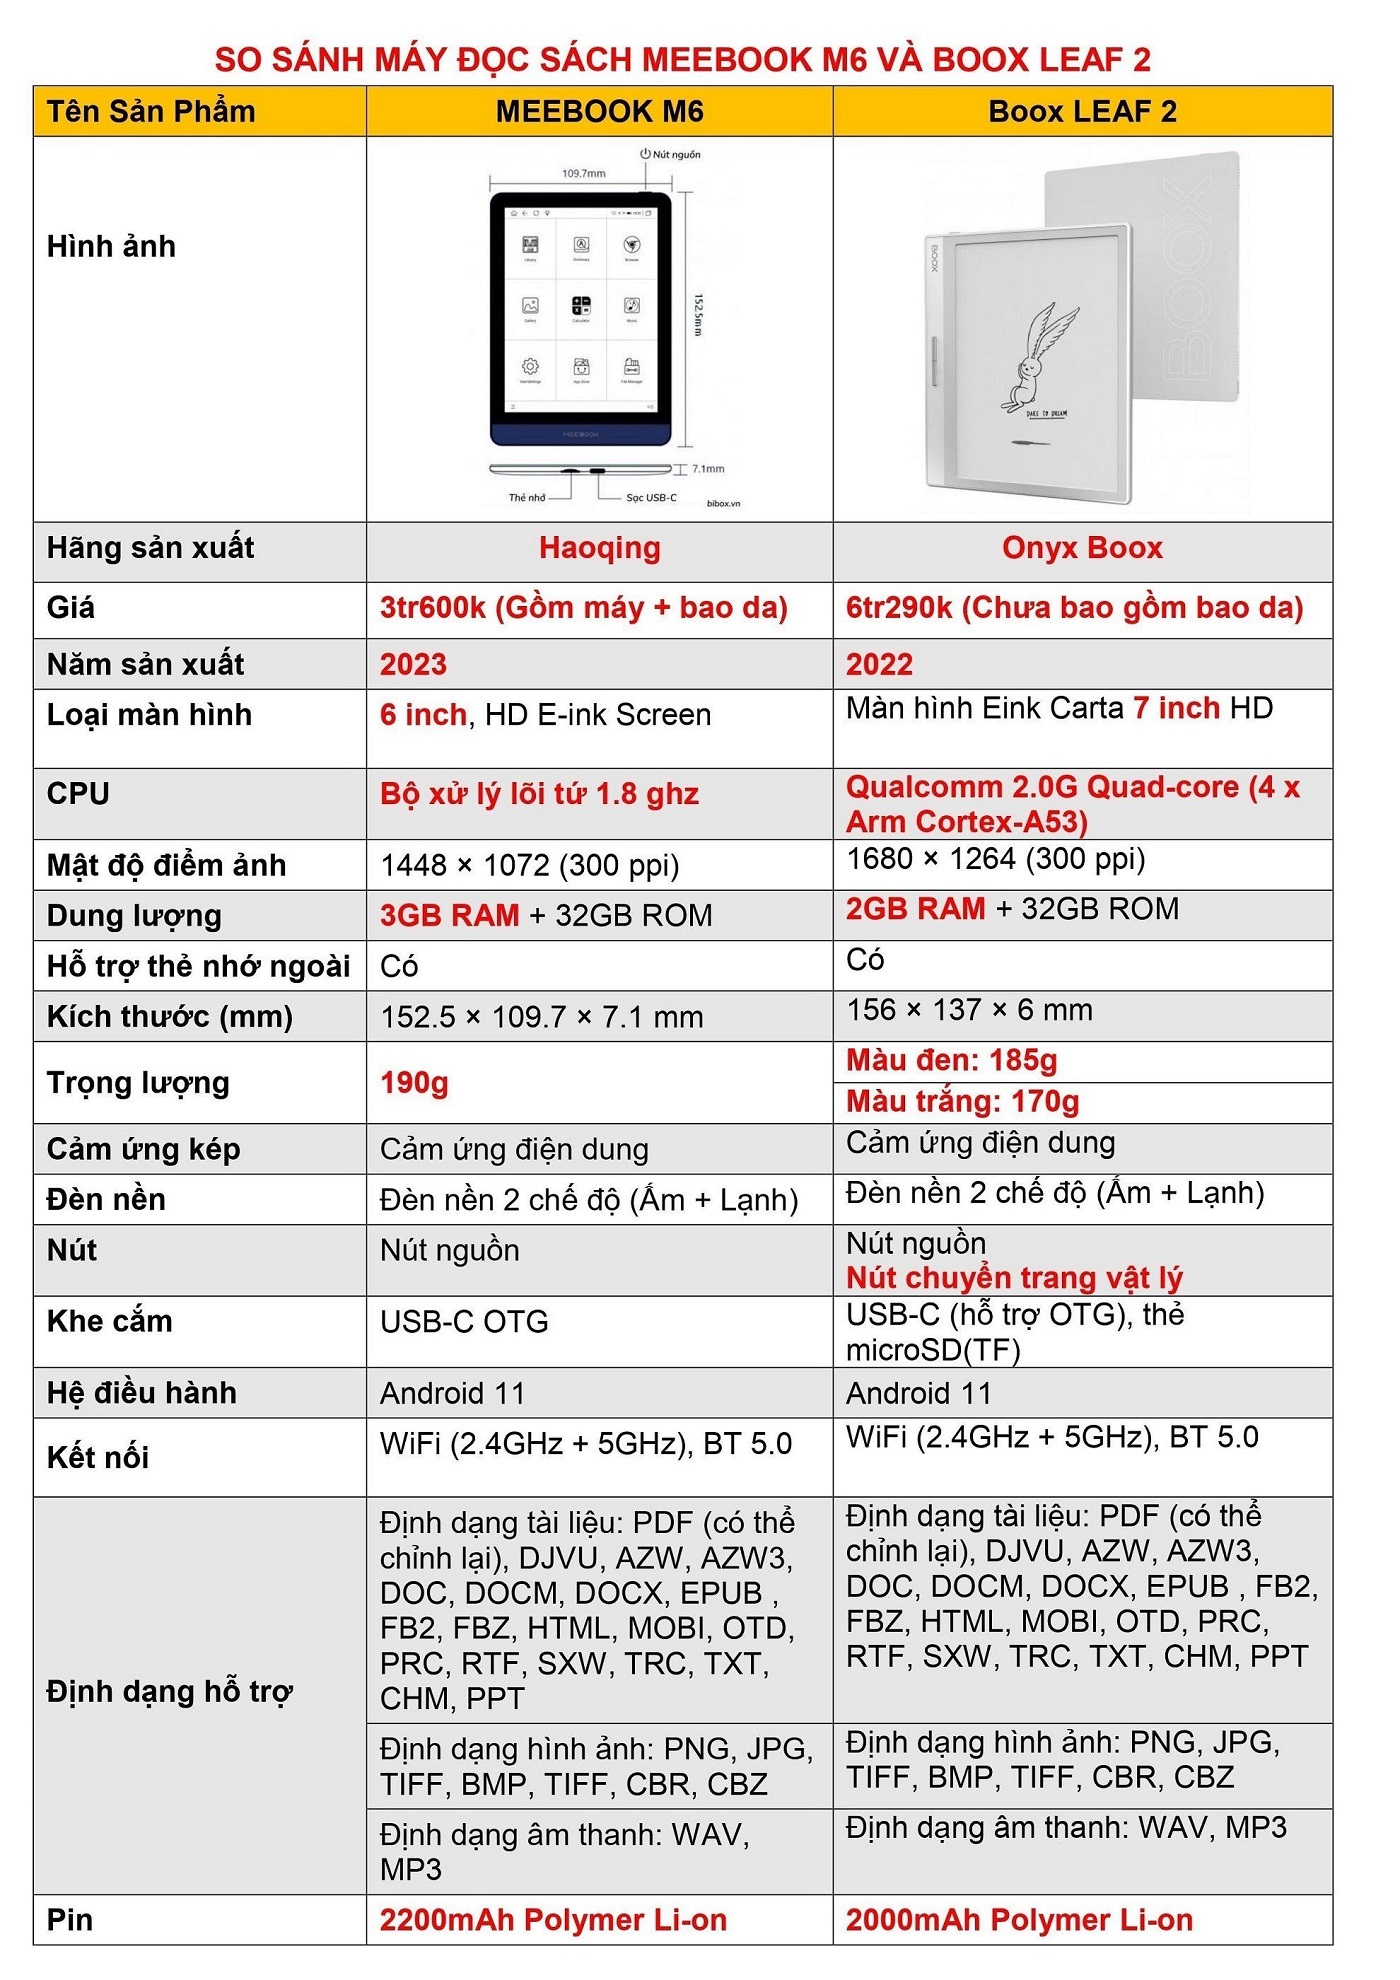 SO SÁNH MÁY ĐỌC SÁCH MEEBOOK M6 VÀ BOOX LEAF 2
Tên Sản Phẩm
MEEBOOK M6
Boox LEAF 2
Hình ảnh
Nút nguồn
109.7mm
152.5mm
Library
Dictionary
Browser
Gallery
Calculator
Music
UserSettings
App Store
File Manager
MEEBOOK
7.1mm
Thẻ nhớ
Sạc USB-C
bibox.vn
BOOX
BOOX
DARE TO DREAM
Hãng sản xuất
Haoqing
Onyx Boox
Giá
3tr600k (Gồm máy + bao da)
6tr290k (Chưa bao gồm bao da)
Năm sản xuất
2023
2022
Loại màn hình
6 inch, HD E-ink Screen
Màn hình Eink Carta 7 inch HD
CPU
Bộ xử lý lõi tứ 1.8 ghz
Qualcomm 2.0G Quad-core (4 x
Arm Cortex-A53)
Mật độ điểm ảnh
1448 × 1072 (300 ppi)
1680 × 1264 (300 ppi)
Dung lượng
3GB RAM + 32GB ROM
2GB RAM + 32GB ROM
Hỗ trợ thẻ nhớ ngoài
Có
Có
Kích thước (mm)
152.5 × 109.7 × 7.1 mm
156 × 137 × 6 mm
Trọng lượng
190g
Màu đen: 185g
Màu trắng: 170g
Cảm ứng kép
Cảm ứng điện dung
Cảm ứng điện dung
Đèn nền
Đèn nền 2 chế độ (Ấm + Lạnh)
Đèn nền 2 chế độ (Ấm + Lạnh)
Nút
Nút nguồn
Nút nguồn
Nút chuyển trang vật lý
Khe cắm
USB-C OTG
USB-C (hỗ trợ OTG), thẻ
microSD(TF)
Hệ điều hành
Android 11
Android 11
Kết nối
WiFi (2.4GHz + 5GHz), BT 5.0
WiFi (2.4GHz + 5GHz), BT 5.0
Định dạng hỗ trợ
Định dạng tài liệu: PDF (có thể
chỉnh lại), DJVU, AZW, AZW3,
DOC, DOCM, DOCX, EPUB ,
FB2, FBZ, HTML, MOBI, OTD,
PRC, RTF, SXW, TRC, TXT,
CHM, PPT
Định dạng tài liệu: PDF (có thể
chỉnh lại), DJVU, AZW, AZW3,
DOC, DOCM, DOCX, EPUB , FB2,
FBZ, HTML, MOBI, OTD, PRC,
RTF, SXW, TRC, TXT, CHM, PPT
Định dạng hình ảnh: PNG, JPG,
TIFF, BMP, TIFF, CBR, CBZ
Định dạng hình ảnh: PNG, JPG,
TIFF, BMP, TIFF, CBR, CBZ
Định dạng âm thanh: WAV,
MP3
Định dạng âm thanh: WAV, MP3
Pin
2200mAh Polymer Li-on
2000mAh Polymer Li-on